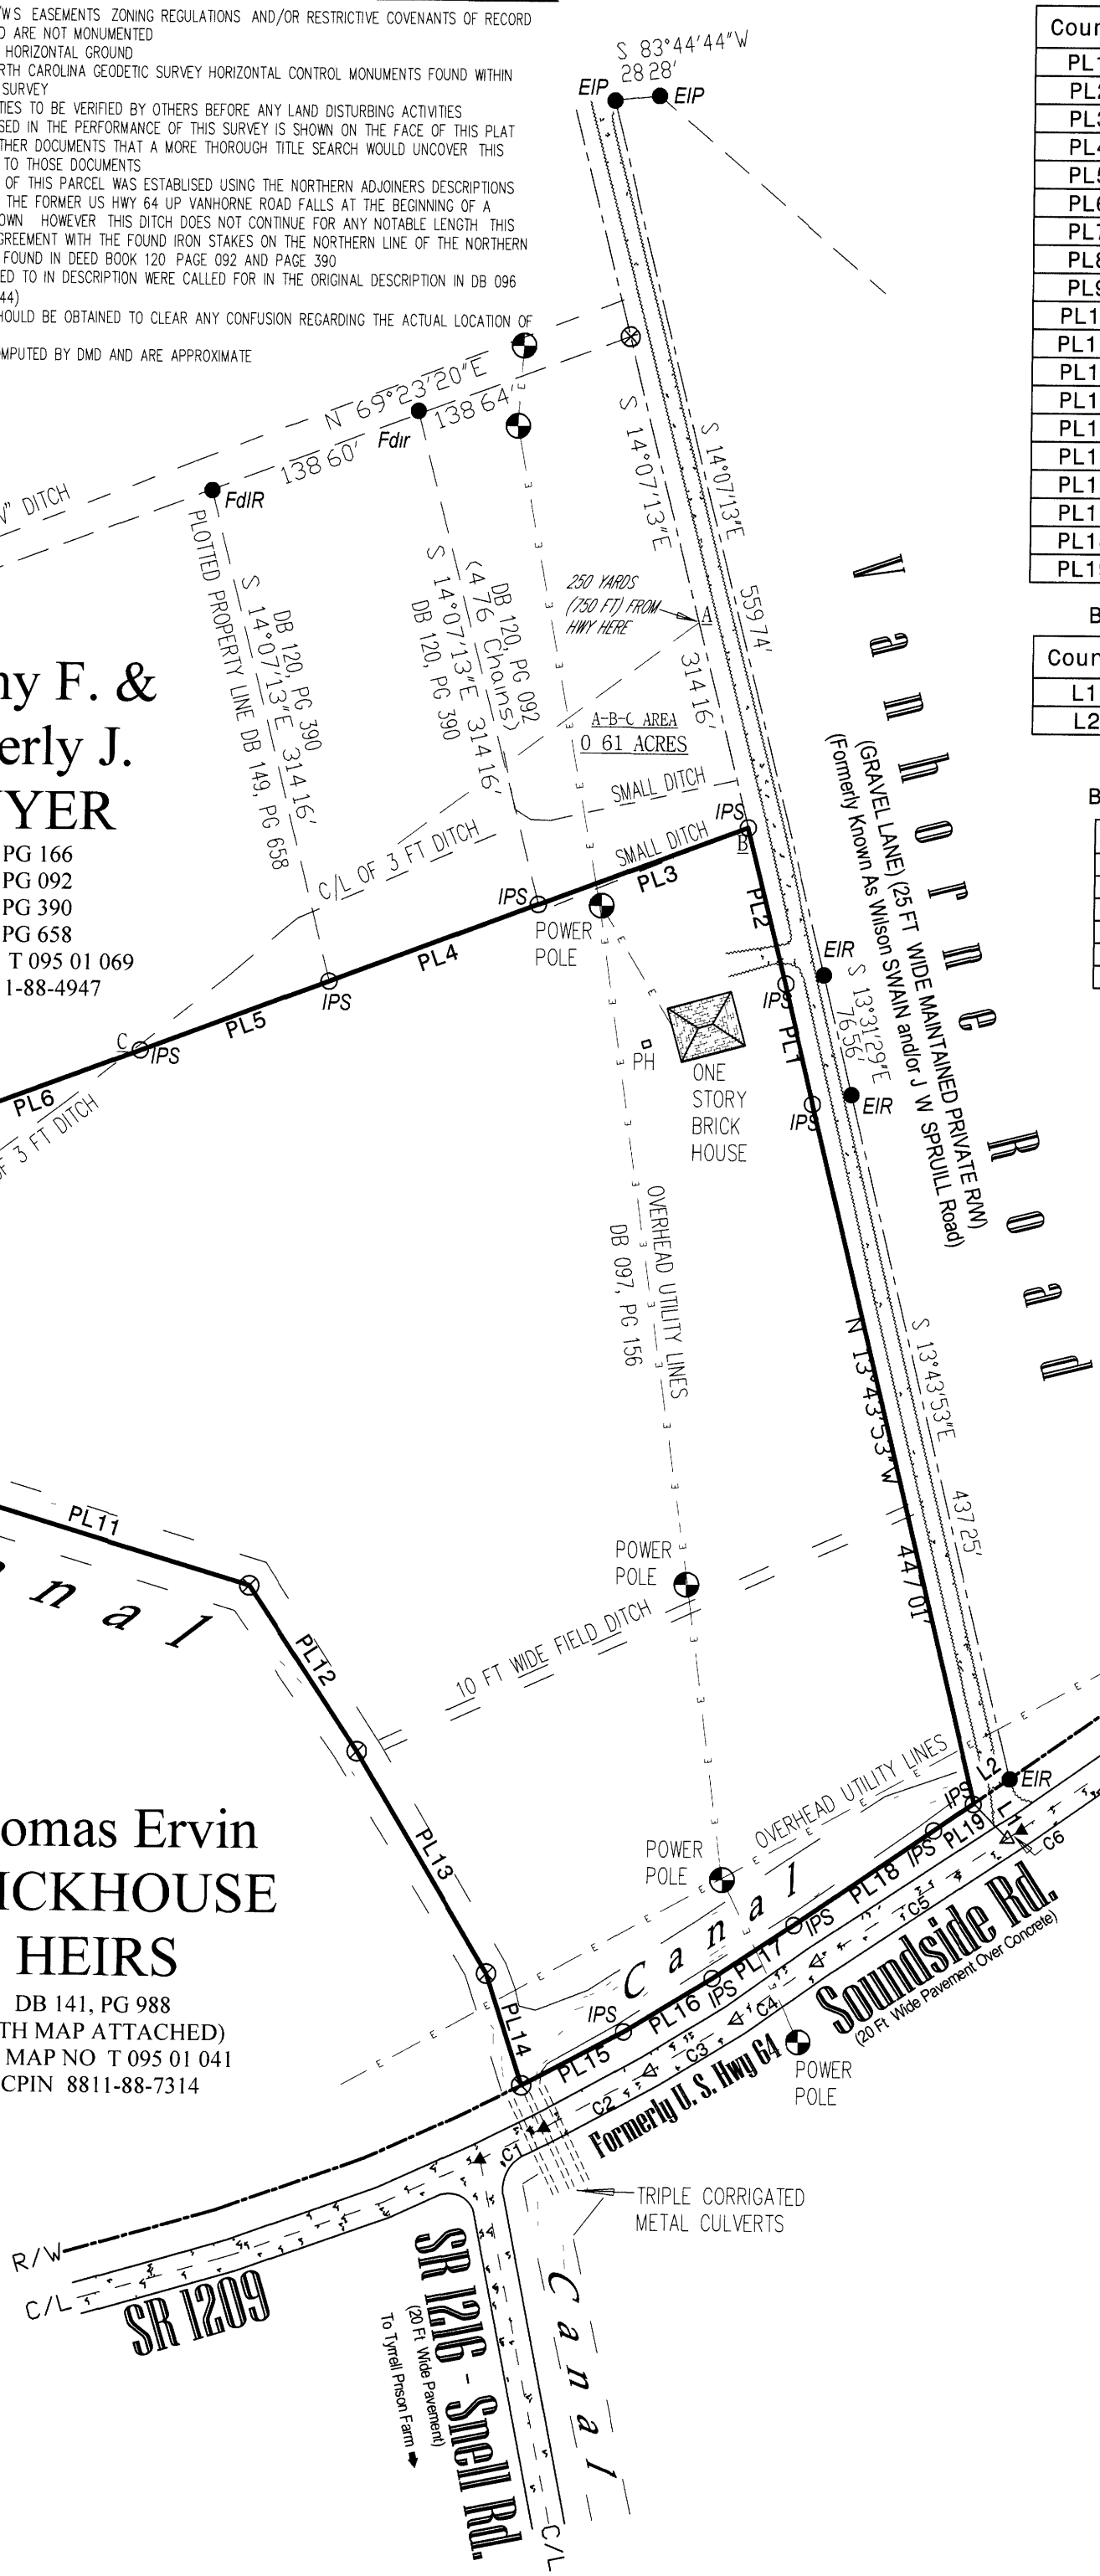 WS EASEMENTS ZONING REGULATIONS AND/OR RESTRICTIVE COVENANTS OF RECORD
ARE NOT MONUMENTED
HORIZONTAL GROUND
RTH CAROLINA GEODETIC SURVEY HORIZONTAL CONTROL MONUMENTS FOUND WITHIN
SURVEY
TIES TO BE VERIFIED BY OTHERS BEFORE ANY LAND DISTURBING ACTIVITIES
SED IN THE PERFORMANCE OF THIS SURVEY IS SHOWN ON THE FACE OF THIS PLAT
THER DOCUMENTS THAT A MORE THOROUGH TITLE SEARCH WOULD UNCOVER THIS
TO THOSE DOCUMENTS
OF THIS PARCEL WAS ESTABLISED USING THE NORTHERN ADJOINERS DESCRIPTIONS
THE FORMER US HWY 64 UP VANHORNE ROAD FALLS AT THE BEGINNING OF A
OWN HOWEVER THIS DITCH DOES NOT CONTINUE FOR ANY NOTABLE LENGTH THIS
GREEMENT WITH THE FOUND IRON STAKES ON THE NORTHERN LINE OF THE NORTHERN
FOUND IN DEED BOOK 120 PAGE 092 AND PAGE 390
ED TO IN DESCRIPTION WERE CALLED FOR IN THE ORIGINAL DESCRIPTION IN DB 096
44)
HOULD BE OBTAINED TO CLEAR ANY CONFUSION REGARDING THE ACTUAL LOCATION OF
MPUTED BY DMD AND ARE APPROXIMATE
S 83°44'44"W
28 28'
EIP
EIP
Cour
PL1
PL2
PL3
PL4
PL5
PL6
PL7
PL8
PL9
PL1
PL1
PL1
PL1
PL1
PL1
PL1
PL1
PL1
PL1
B
Coun
L1
L2
B
N 69°23'20"E
138 64'
Fdir
138 60'
FdIR
V" DITCH
PLOTTED PROPERTY LINE DB 149, PG 658
S 14°07'13"E 314 16'
DB 120, PG 390
DB 120, PG 390
S 14°07'13"E 314 16'
(4 76 Chains)
DB 120, PG 092
S 14°07'13"E
314 16'
S 14°07'13"E
559 74'
250 YARDS
(750 FT) FROM
HWY HERE
A
A-B-C AREA
0 61 ACRES
SMALL DITCH
SMALL DITCH
C/L OF 3 FT DITCH
IPS
B
PL3
PL2
IPS
POWER
POLE
PL4
IPS
PL5
C
IPS
PL6
OF 3 FT DITCH
ny F. &
erly J.
YER
PG 166
PG 092
PG 390
PG 658
T 095 01 069
1-88-4947
EIR
IPS
PL1
S 13°31'29"E
76 56'
EIR
IPS
PH
ONE
STORY
BRICK
HOUSE
Vanhorne Road
(GRAVEL LANE) (25 FT WIDE MAINTAINED PRIVATE R/W)
(Formerly Known As Wilson SWAIN and/or J W SPRUILL Road)
OVERHEAD UTILITY LINES
DB 097, PG 156
N 13°43'53"W
447 01'
S 13°43'53"E
437 25'
PL11
nal
PL12
POWER
POLE
10 FT WIDE FIELD DITCH
PL13
omas Ervin
ICKHOUSE
HEIRS
DB 141, PG 988
TH MAP ATTACHED)
MAP NO T 095 01 041
CPIN 8811-88-7314
OVERHEAD UTILITY LINES
POWER
POLE
Canal
IPS
L2
EIR
L1
PL19
IPS
C6
PL18
IPS
C5
PL17
IPS
C4
PL16
IPS
C3
PL15
C2
PL14
C1
Soundside Rd.
(20 Ft Wide Pavement Over Concrete)
Formerly U. S. Hwy 64
POWER
POLE
TRIPLE CORRIGATED
METAL CULVERTS
R/W
C/L
SR 1209
SR 1216 - Snell Rd.
(20 Ft Wide Pavement)
To Tyrrell Prison Farm
Canal
C/L